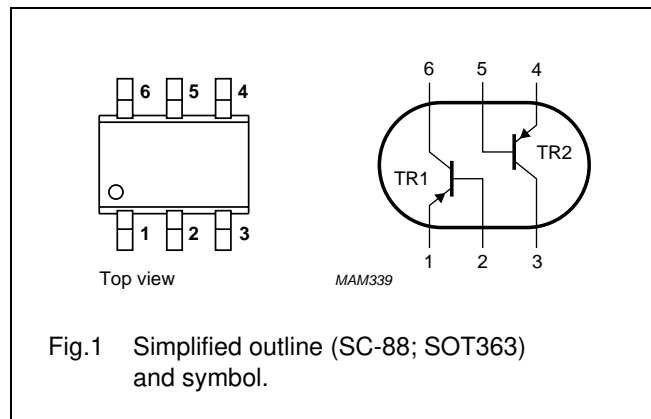 6 5 4
1 2 3
Top view
6 5 4
TR1
TR2
1 2 3
MAM339
Fig.1 Simplified outline (SC-88; SOT363)
and symbol.